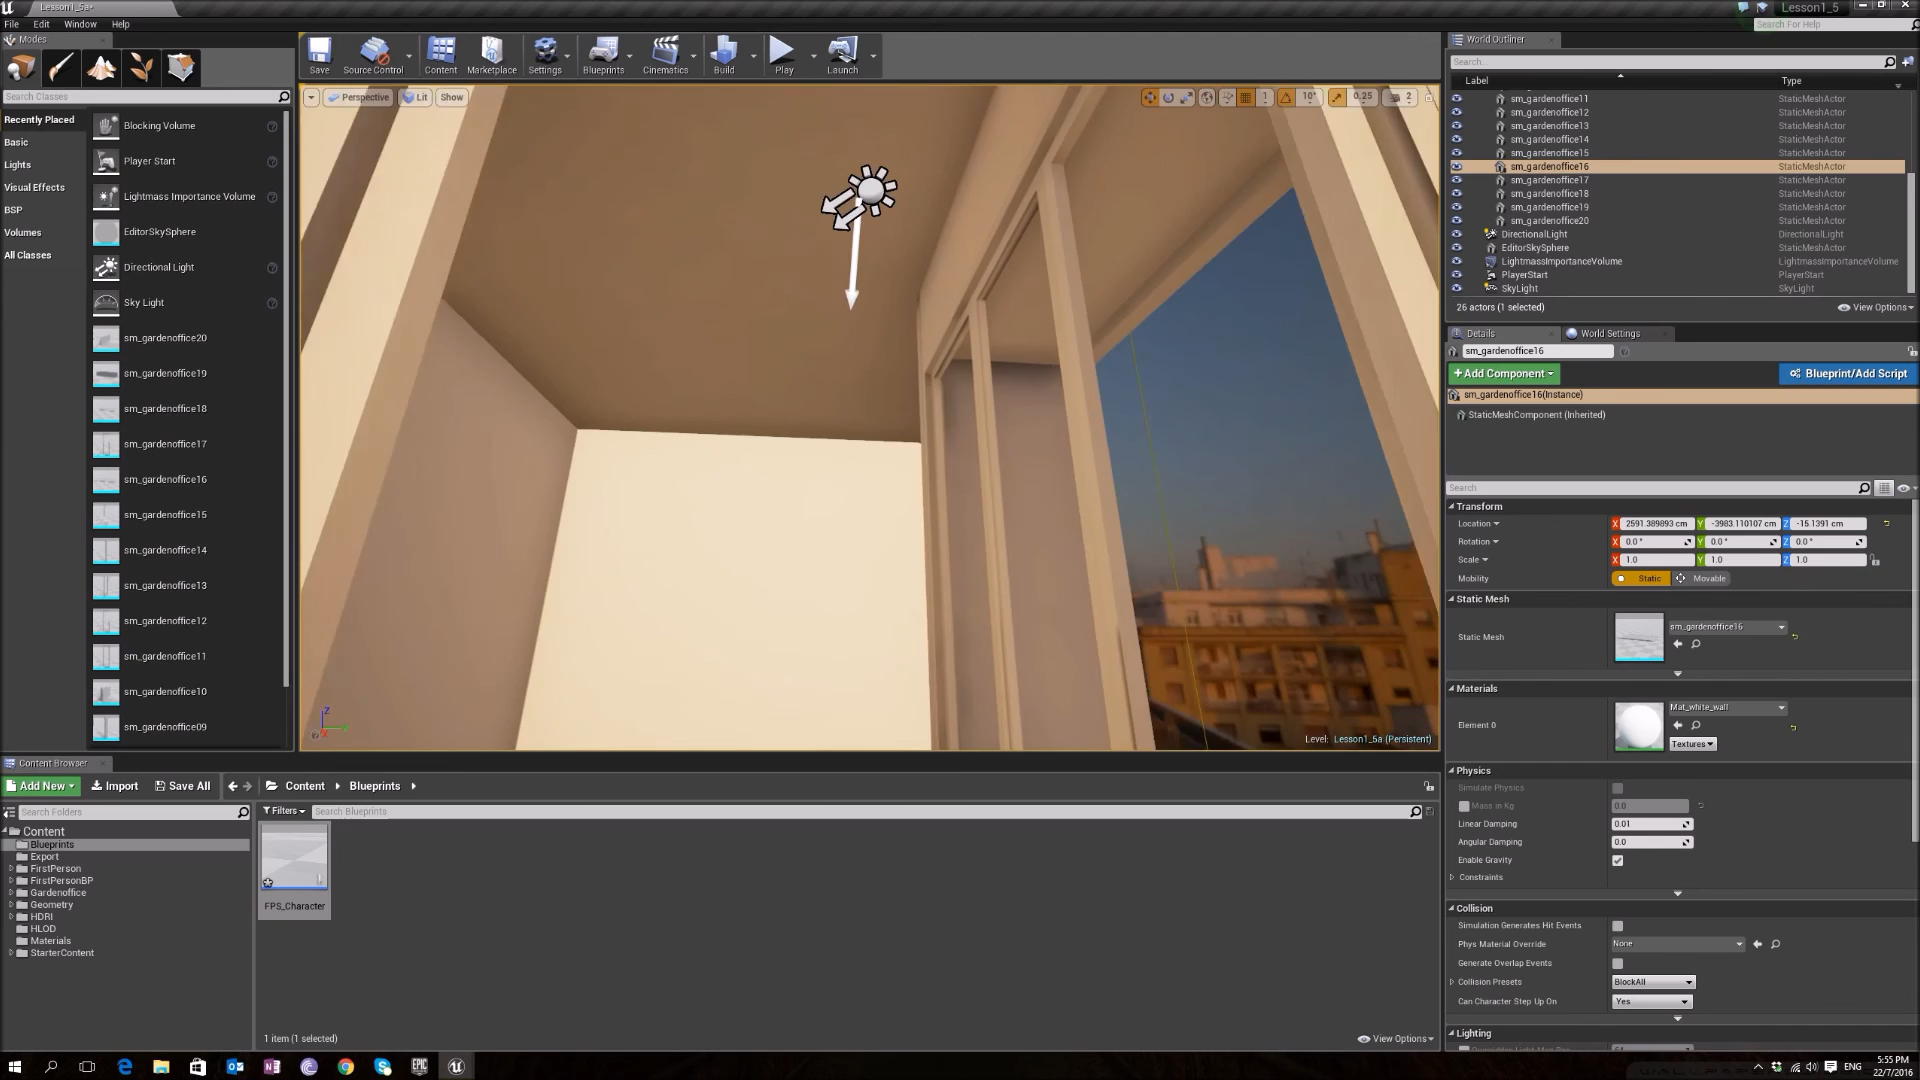 Lesson1_5a*
Lesson1_5
File Edit Window Help
Search For Help
Modes
Search Classes
Recently Placed
Basic
Lights
Visual Effects
BSP
Volumes
All Classes
Blocking Volume
Player Start
Lightmass Importance Volume
EditorSkySphere
Directional Light
Sky Light
sm_gardenoffice20
sm_gardenoffice19
sm_gardenoffice18
sm_gardenoffice17
sm_gardenoffice16
sm_gardenoffice15
sm_gardenoffice14
sm_gardenoffice13
sm_gardenoffice12
sm_gardenoffice11
sm_gardenoffice10
sm_gardenoffice09
Save Source Control Content Marketplace Settings Blueprints Cinematics Build Play Launch
Perspective Lit Show
1 10° 0.25 2
Z
Level: Lesson1_5a (Persistent)
World Outliner
Search...
Label Type
sm_gardenoffice11 StaticMeshActor
sm_gardenoffice12 StaticMeshActor
sm_gardenoffice13 StaticMeshActor
sm_gardenoffice14 StaticMeshActor
sm_gardenoffice15 StaticMeshActor
sm_gardenoffice16 StaticMeshActor
sm_gardenoffice17 StaticMeshActor
sm_gardenoffice18 StaticMeshActor
sm_gardenoffice19 StaticMeshActor
sm_gardenoffice20 StaticMeshActor
DirectionalLight DirectionalLight
EditorSkySphere StaticMeshActor
LightmassImportanceVolume LightmassImportanceVolume
PlayerStart PlayerStart
SkyLight SkyLight
26 actors (1 selected) View Options
Details World Settings
sm_gardenoffice16
+ Add Component Blueprint/Add Script
sm_gardenoffice16(Instance)
StaticMeshComponent (Inherited)
Search
Transform
Location X 2591.389893 cm Y -3983.110107 cm Z -15.1391 cm
Rotation X 0.0 ° Y 0.0 ° Z 0.0 °
Scale X 1.0 Y 1.0 Z 1.0
Mobility Static Movable
Static Mesh
Static Mesh sm_gardenoffice16
Materials
Element 0 Mat_white_wall
Textures
Physics
Simulate Physics
Mass in Kg 0.0
Linear Damping 0.01
Angular Damping 0.0
Enable Gravity
Constraints
Collision
Simulation Generates Hit Events
Phys Material Override None
Generate Overlap Events
Collision Presets BlockAll
Can Character Step Up On Yes
Lighting
Content Browser
Add New Import Save All Content Blueprints
Search Folders
Filters Search Blueprints
Content
Blueprints
Export
FirstPerson
FirstPersonBP
Gardenoffice
Geometry
HDRI
HLOD
Materials
StarterContent
FPS_Character
1 item (1 selected) View Options
EPIC
ENG
5:55 PM
22/7/2016